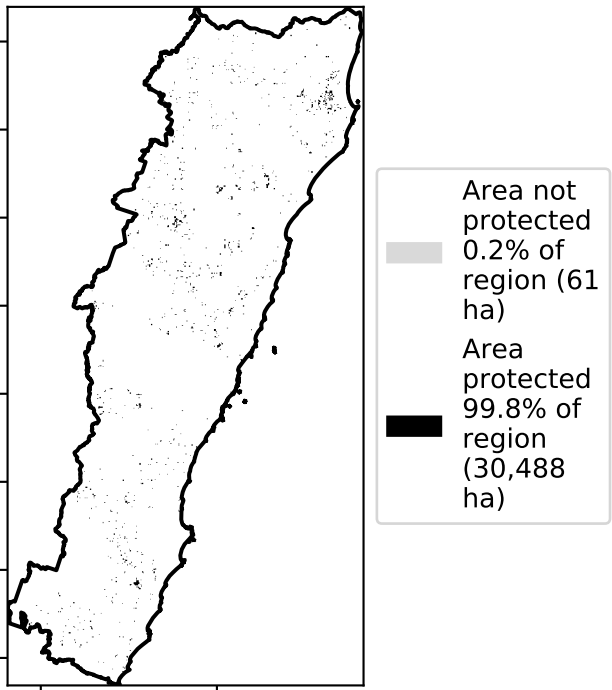 Area not
protected
0.2% of
region (61
ha)
Area
protected
99.8% of
region
(30,488
ha)